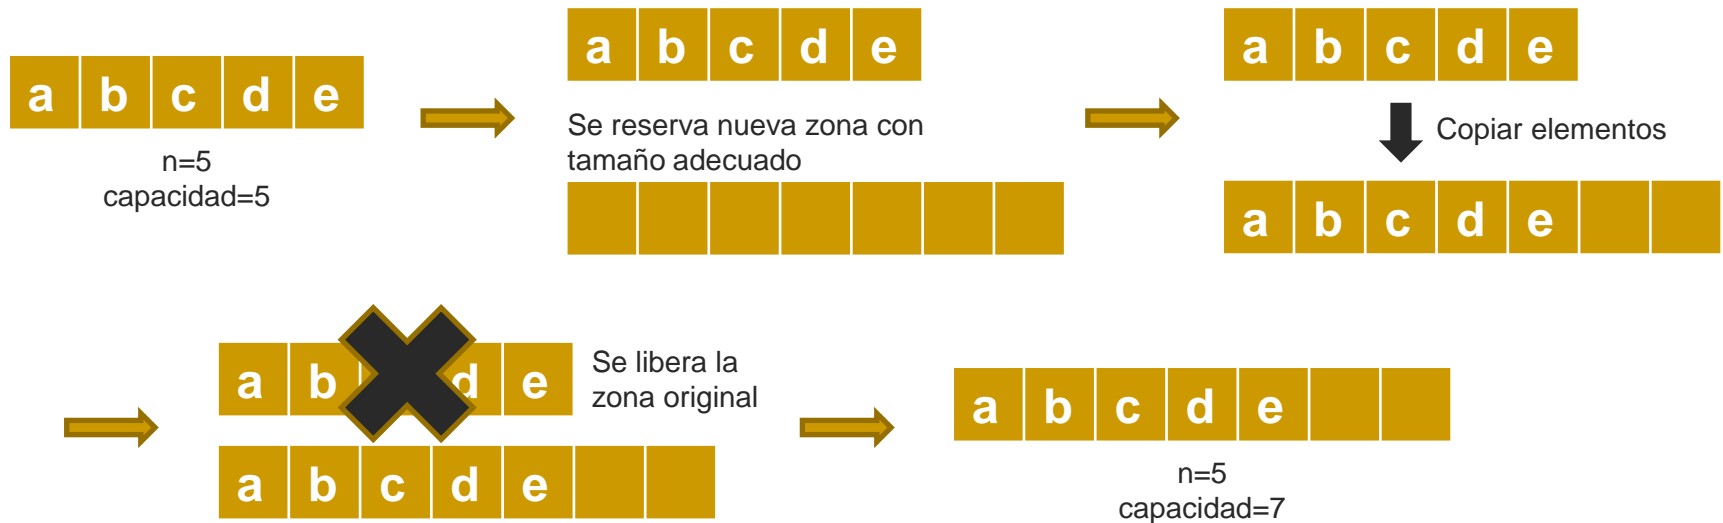 a b c d e
n=5
capacidad=5
a b c d e
Se reserva nueva zona con
tamaño adecuado
a b c d e
Copiar elementos
a b c d e
a b d e
Se libera la
zona original
a b c d e
a b c d e
n=5
capacidad=7